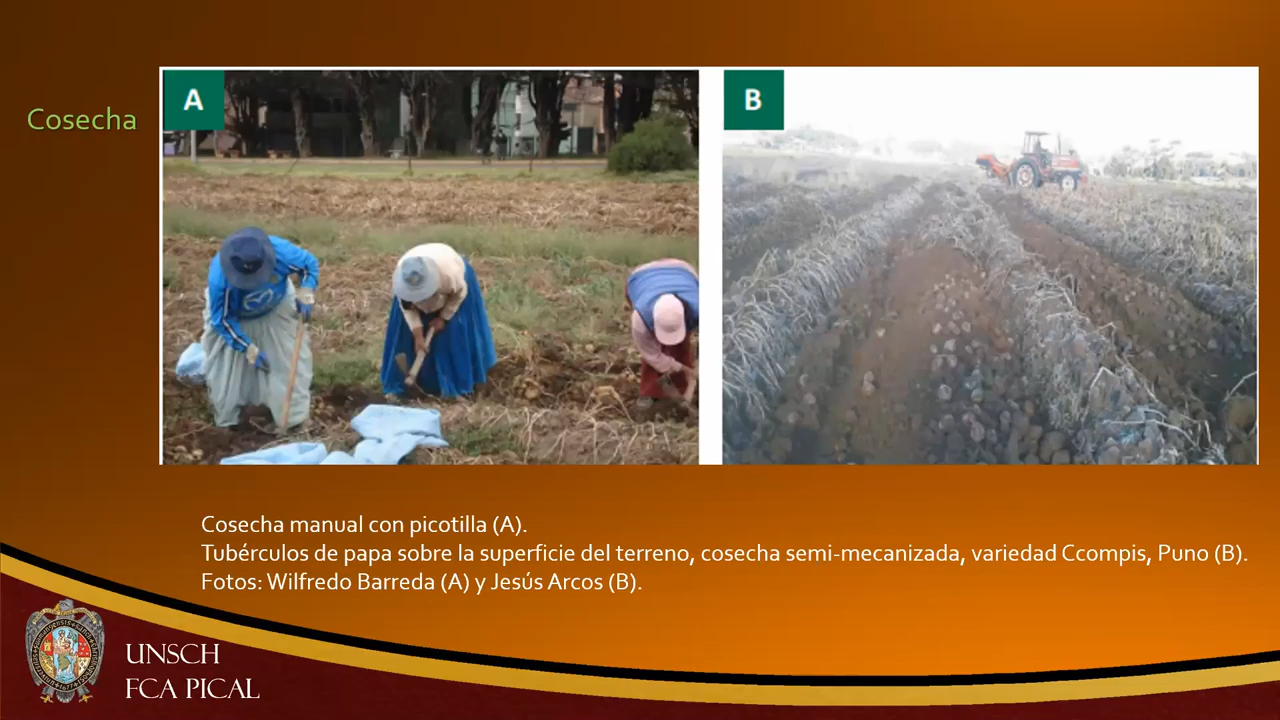 Cosecha
A
B
Cosecha manual con picotilla (A).
Tubérculos de papa sobre la superficie del terreno, cosecha semi-mecanizada, variedad Ccompis, Puno (B).
Fotos: Wilfredo Barreda (A) y Jesús Arcos (B).
UNSCH
FCA PICAL